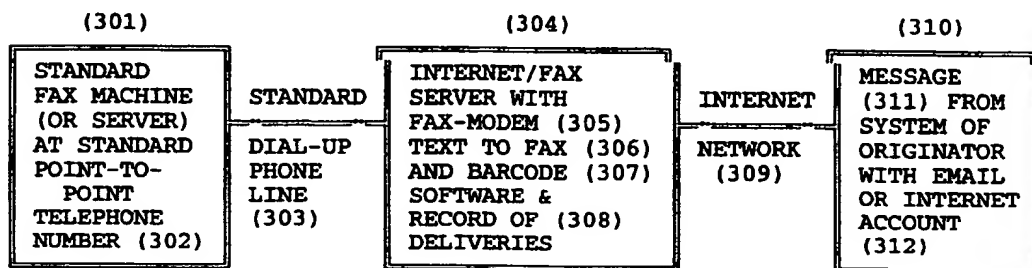 (301)
(304)
(310)
STANDARD
FAX MACHINE
(OR SERVER)
AT STANDARD
POINT-TO-
POINT
TELEPHONE
NUMBER (302)
STANDARD
DIAL-UP
PHONE
LINE
(303)
INTERNET/FAX
SERVER WITH
FAX-MODEM (305)
TEXT TO FAX (306)
AND BARCODE (307)
SOFTWARE &
RECORD OF (308)
DELIVERIES
INTERNET
NETWORK
(309)
MESSAGE
(311) FROM
SYSTEM OF
ORIGINATOR
WITH EMAIL
OR INTERNET
ACCOUNT
(312)